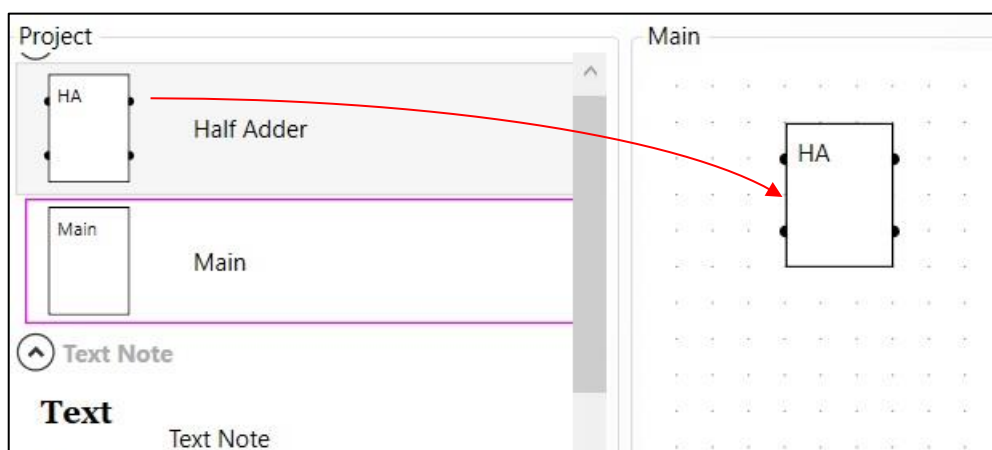 Project
HA
Half Adder
Main
Main
Text Note
Text
Text Note
Main
HA